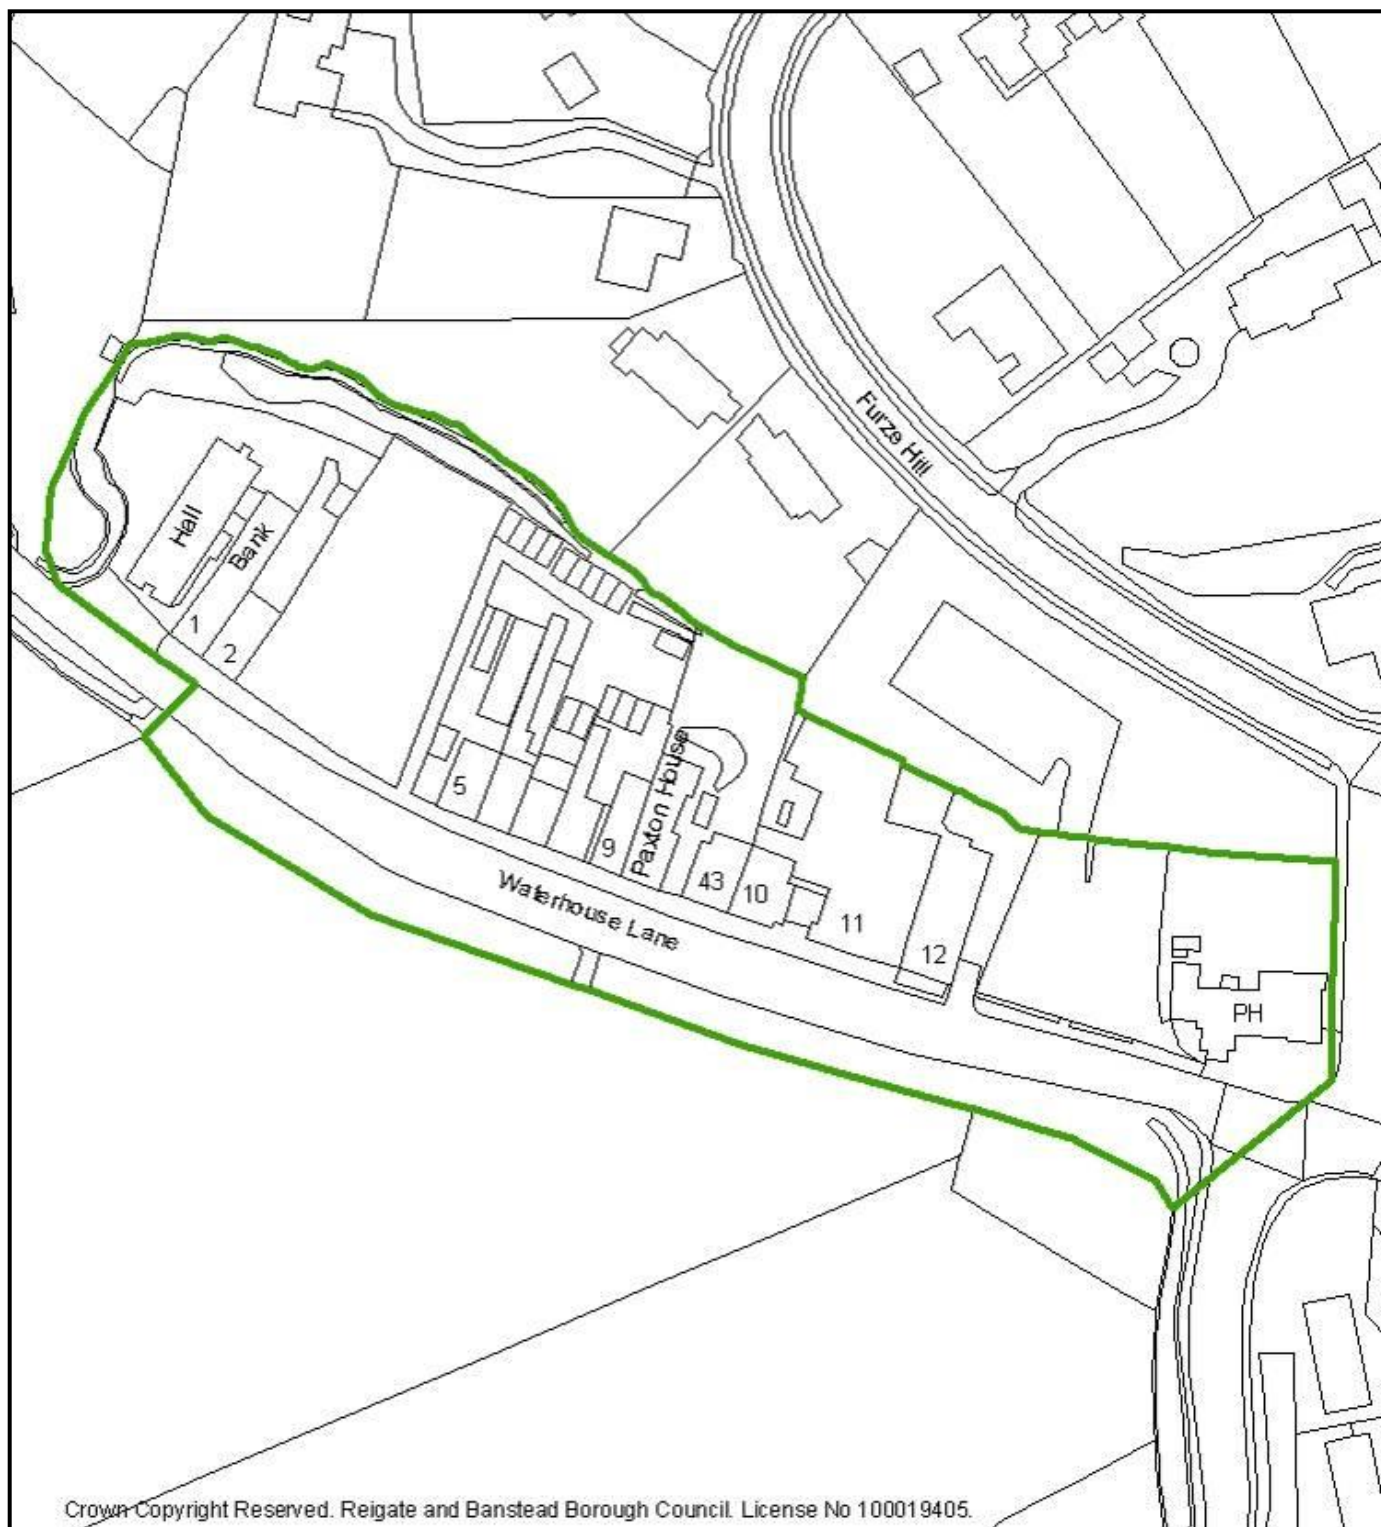 Furze Hill
Hall
Bank
1
2
5
Paxton House
9
43
10
11
12
Waterhouse Lane
PH
Crown Copyright Reserved. Reigate and Banstead Borough Council. License No 100019405.